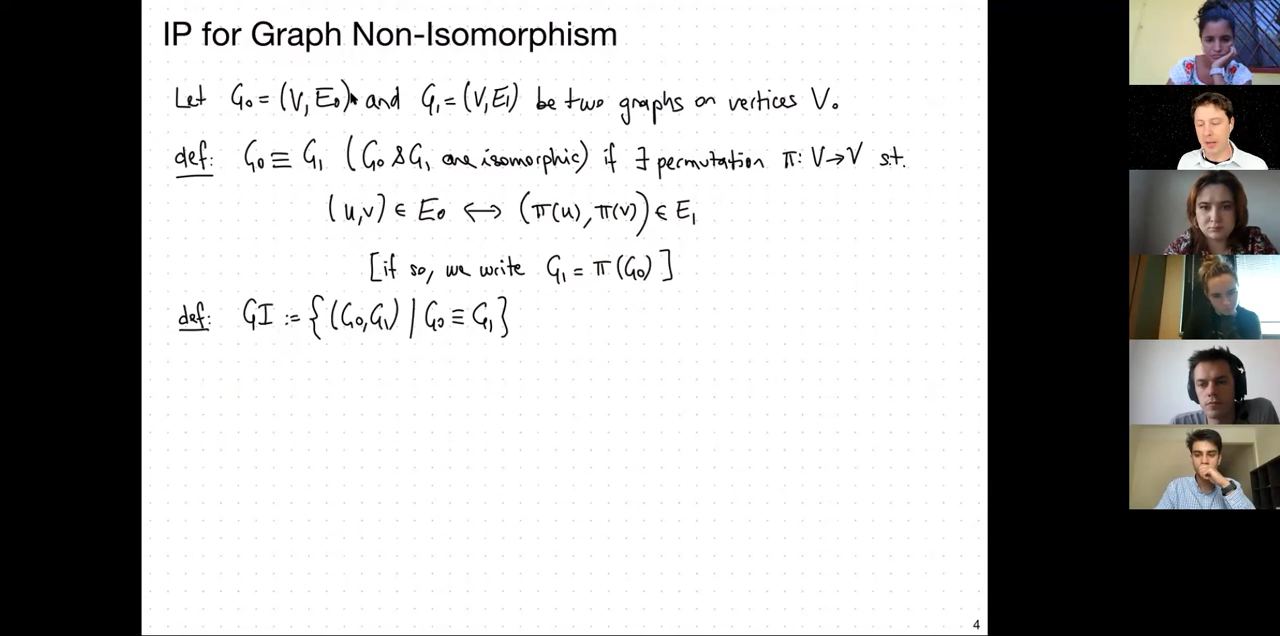 IP for Graph Non-Isomorphism
Let G₀ = (V, E₀) and G₁ = (V, E₁) be two graphs on vertices V.
def: G₀ ≡ G₁ (G₀ & G₁ are isomorphic) if ∃ permutation π: V→V s.t.
(u,v) ∈ E₀ ⟷ (π(u), π(v)) ∈ E₁
[if so, we write G₁ = π(G₀)]
def: GI := {(G₀,G₁) | G₀ ≡ G₁}
4